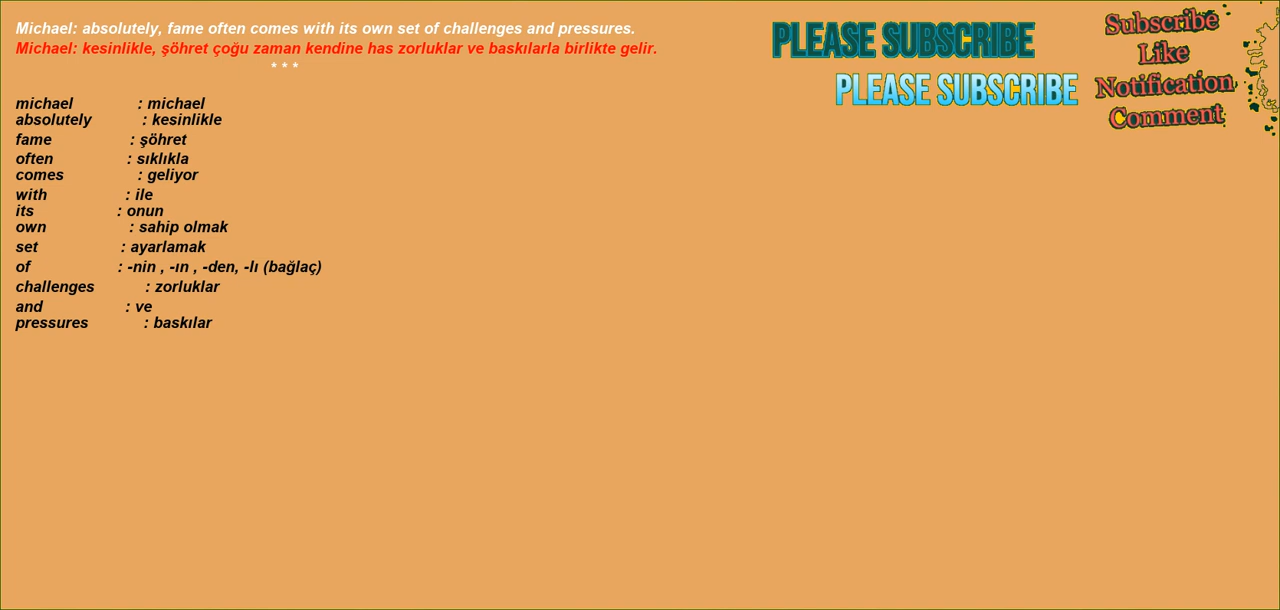 Michael: absolutely, fame often comes with its own set of challenges and pressures.
Michael: kesinlikle, şöhret çoğu zaman kendine has zorluklar ve baskılarla birlikte gelir.
* * *
michael : michael
absolutely : kesinlikle
fame : şöhret
often : sıklıkla
comes : geliyor
with : ile
its : onun
own : sahip olmak
set : ayarlamak
of : -nin , -ın , -den, -lı (bağlaç)
challenges : zorluklar
and : ve
pressures : baskılar
PLEASE SUBSCRIBE
PLEASE SUBSCRIBE
Subscribe
Like
Notification
Comment